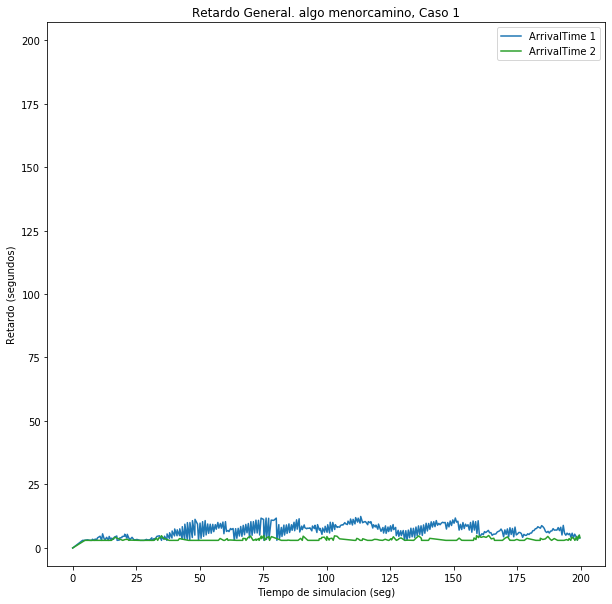 Retardo General. algo menorcamino, Caso 1
ArrivalTime 1
ArrivalTime 2
Retardo (segundos)
200
175
150
125
100
75
50
25
0
0 25 50 75 100 125 150 175 200
Tiempo de simulacion (seg)